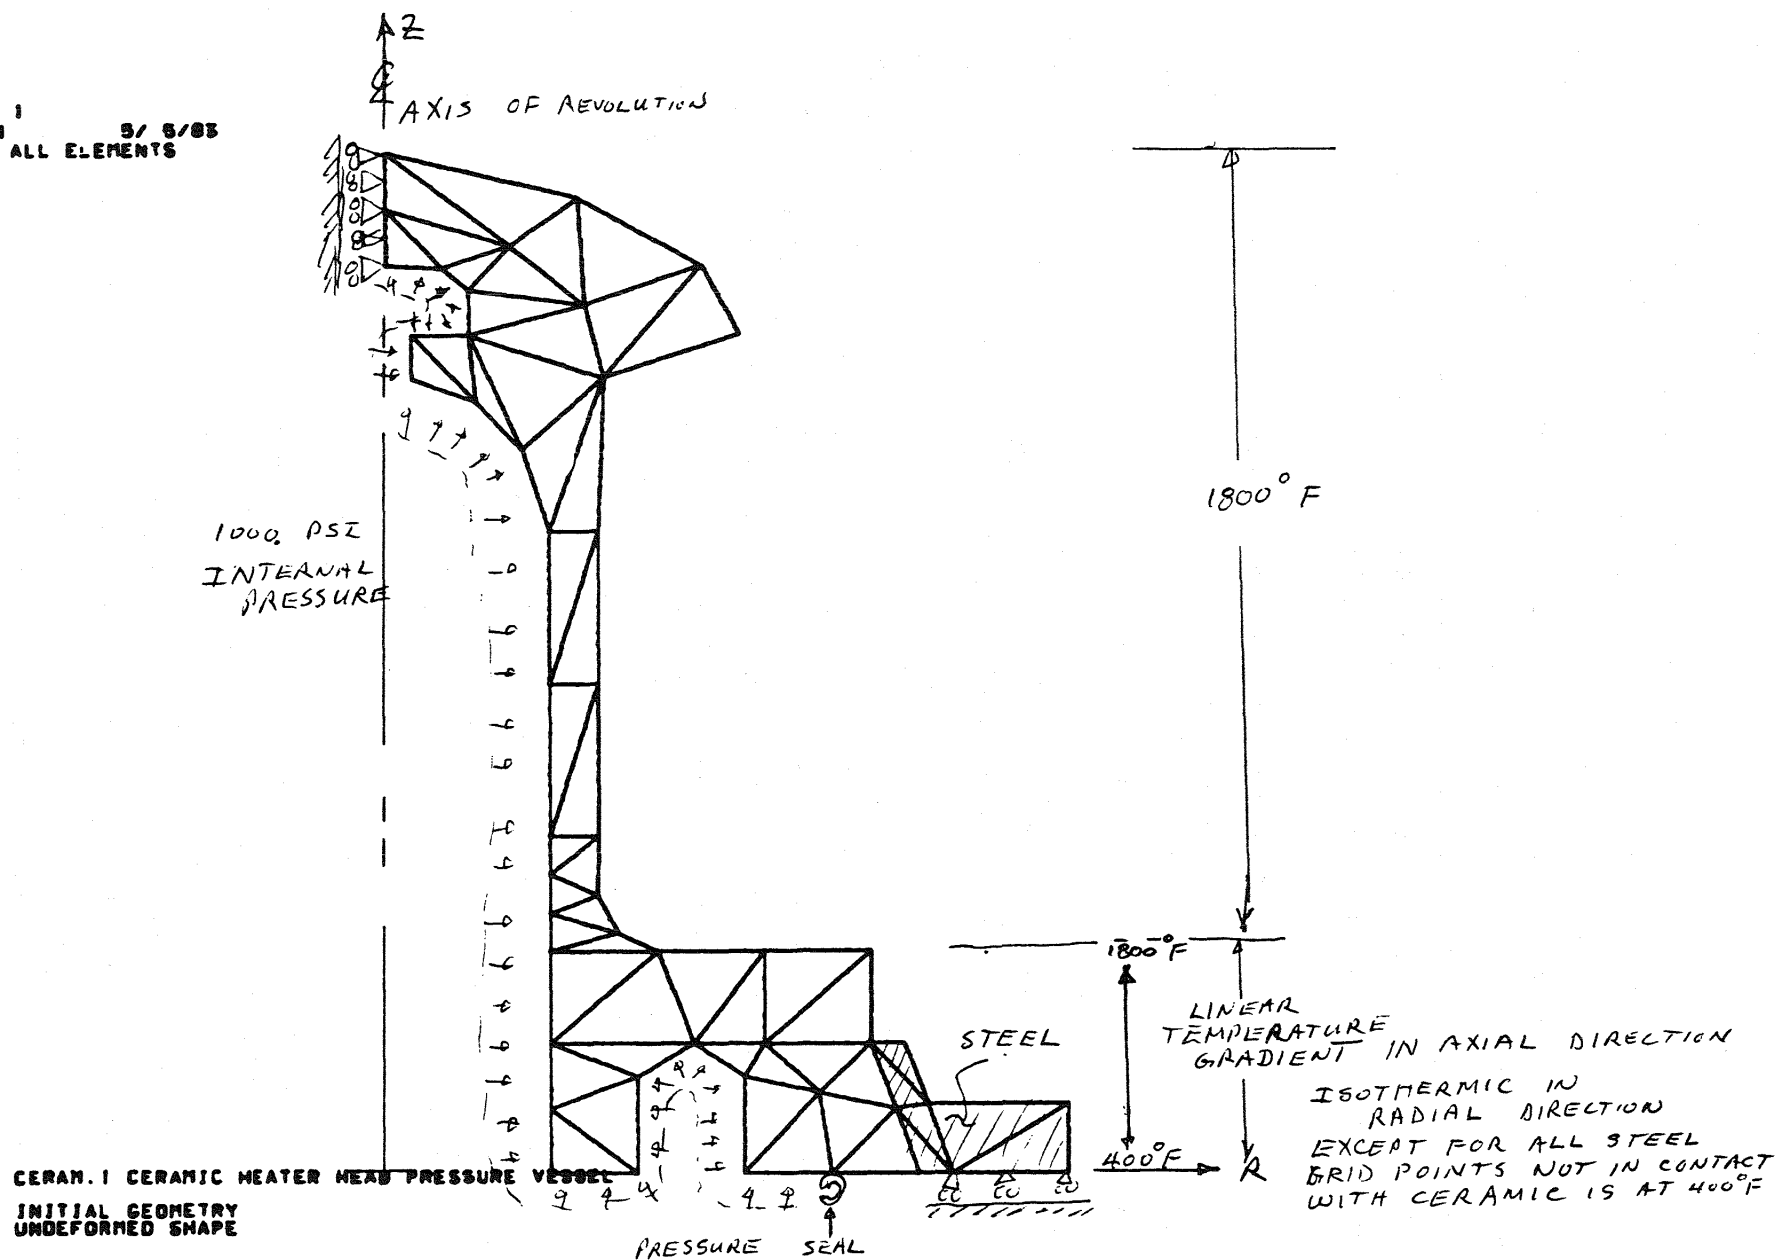 Z
AXIS OF REVOLUTION
1
5/ 5/83
ALL ELEMENTS
1800° F
1000. PSI
INTERNAL
PRESSURE
1800°F
LINEAR
TEMPERATURE
GRADIENT IN AXIAL DIRECTION
STEEL
ISOTHERMIC IN
RADIAL DIRECTION
EXCEPT FOR ALL STEEL
GRID POINTS NOT IN CONTACT
WITH CERAMIC IS AT 400°F
400°F
R
CERAM.1 CERAMIC HEATER HEAD PRESSURE VESSEL
INITIAL GEOMETRY
UNDEFORMED SHAPE
PRESSURE SEAL